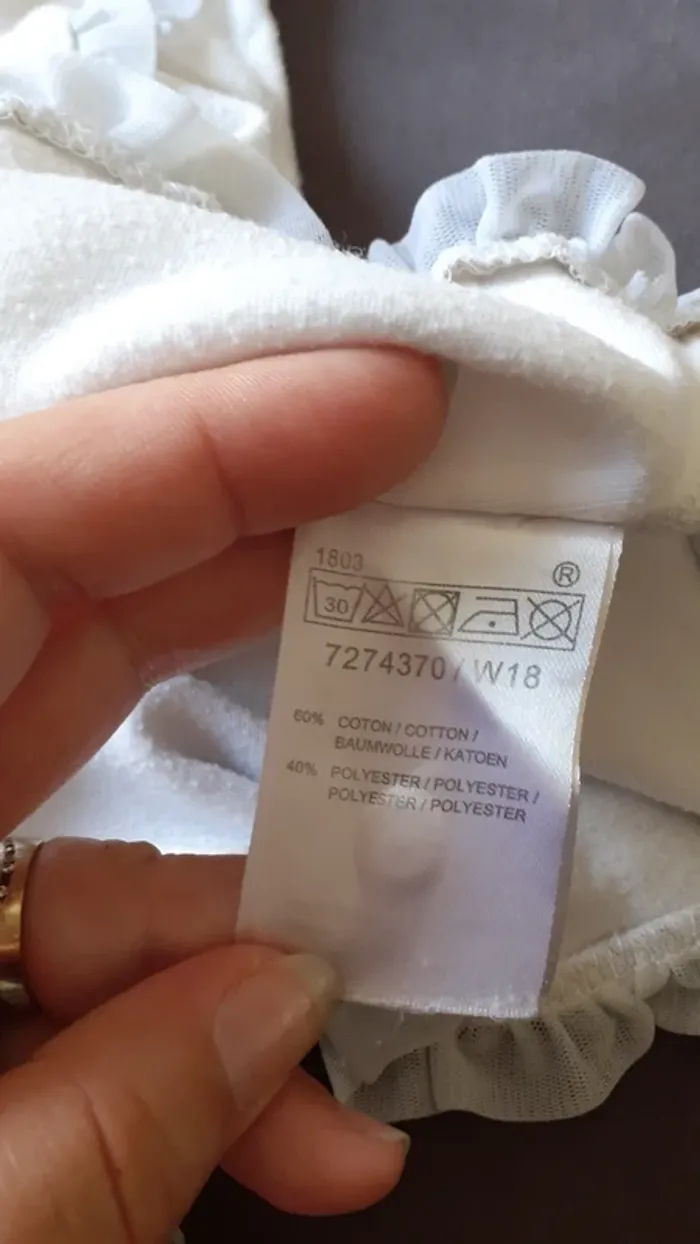 1803
®
30
7274370 / W18
60% COTON / COTTON /
BAUMWOLLE / KATOEN
40% POLYESTER / POLYESTER /
POLYESTER / POLYESTER